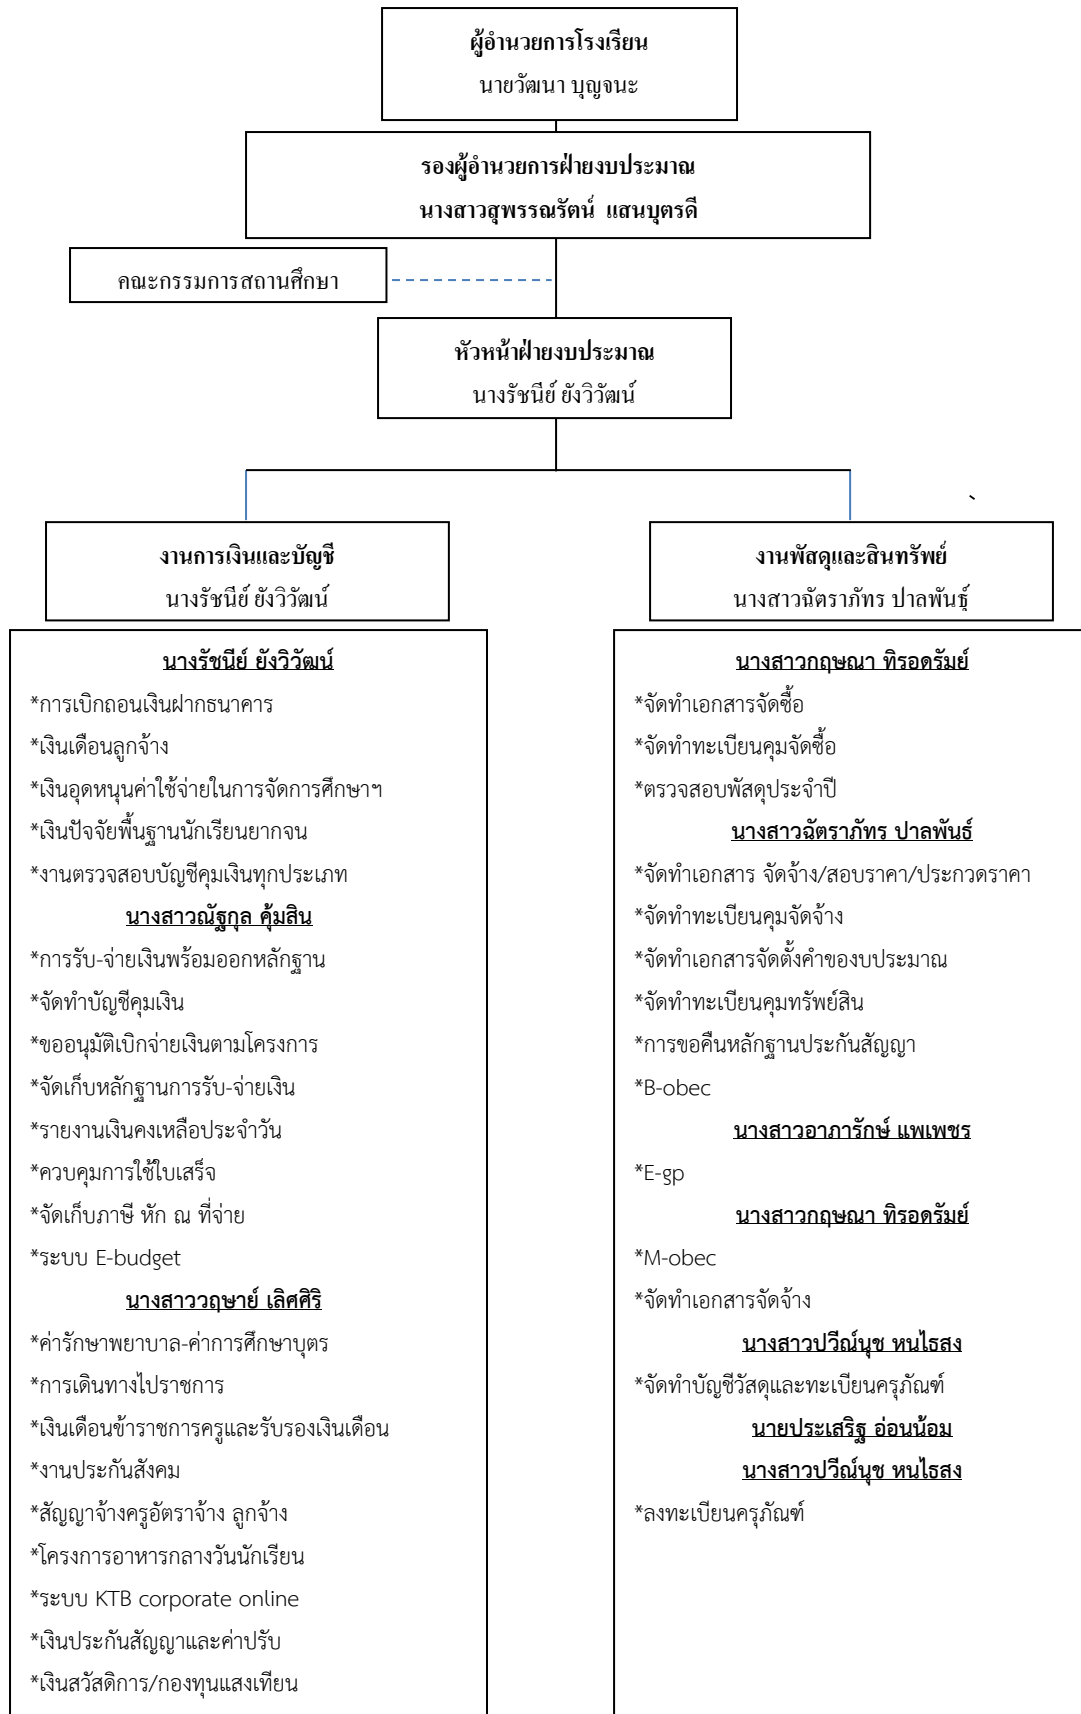 ผู้อำนวยการโรงเรียน
นายวัฒนา บุญจนะ
รองผู้อำนวยการฝ่ายงบประมาณ
นางสาวสุพรรณรัตน์ แสนบุตรดี
คณะกรรมการสถานศึกษา
หัวหน้าฝ่ายงบประมาณ
นางรัชนีย์ ยังวิวัฒน์
งานการเงินและบัญชี
นางรัชนีย์ ยังวิวัฒน์
นางรัชนีย์ ยังวิวัฒน์
*การเบิกถอนเงินฝากธนาคาร
*เงินเดือนลูกจ้าง
*เงินอุดหนุนค่าใช้จ่ายในการจัดการศึกษาฯ
*เงินปัจจัยพื้นฐานนักเรียนยากจน
*งานตรวจสอบบัญชีคุมเงินทุกประเภท
นางสาวณัฐกุล คุ้มสิน
*การรับ-จ่ายเงินพร้อมออกหลักฐาน
*จัดทำบัญชีคุมเงิน
*ขออนุมัติเบิกจ่ายเงินตามโครงการ
*จัดเก็บหลักฐานการรับ-จ่ายเงิน
*รายงานเงินคงเหลือประจำวัน
*ควบคุมการใช้ใบเสร็จ
*จัดเก็บภาษี หัก ณ ที่จ่าย
*ระบบ E-budget
นางสาววฤษาย์ เลิศศิริ
*ค่ารักษาพยาบาล-ค่าการศึกษาบุตร
*การเดินทางไปราชการ
*เงินเดือนข้าราชการครูและรับรองเงินเดือน
*งานประกันสังคม
*สัญญาจ้างครูอัตราจ้าง ลูกจ้าง
*โครงการอาหารกลางวันนักเรียน
*ระบบ KTB corporate online
*เงินประกันสัญญาและค่าปรับ
*เงินสวัสดิการ/กองทุนแสงเทียน
งานพัสดุและสินทรัพย์
นางสาวฉัตราภัทร ปาลพันธุ์
นางสาวกฤษณา ทิรอดรัมย์
*จัดทำเอกสารจัดซื้อ
*จัดทำทะเบียนคุมจัดซื้อ
*ตรวจสอบพัสดุประจำปี
นางสาวฉัตราภัทร ปาลพันธ์
*จัดทำเอกสาร จัดจ้าง/สอบราคา/ประกวดราคา
*จัดทำทะเบียนคุมจัดจ้าง
*จัดทำเอกสารจัดตั้งคำของบประมาณ
*จัดทำทะเบียนคุมทรัพย์สิน
*การขอคืนหลักฐานประกันสัญญา
*B-obec
นางสาวอาภารักษ์ แพเพชร
*E-gp
นางสาวกฤษณา ทิรอดรัมย์
*M-obec
*จัดทำเอกสารจัดจ้าง
นางสาวปวีณ์นุช หนไธสง
*จัดทำบัญชีวัสดุและทะเบียนครุภัณฑ์
นายประเสริฐ อ่อนน้อม
นางสาวปวีณ์นุช หนไธสง
*ลงทะเบียนครุภัณฑ์